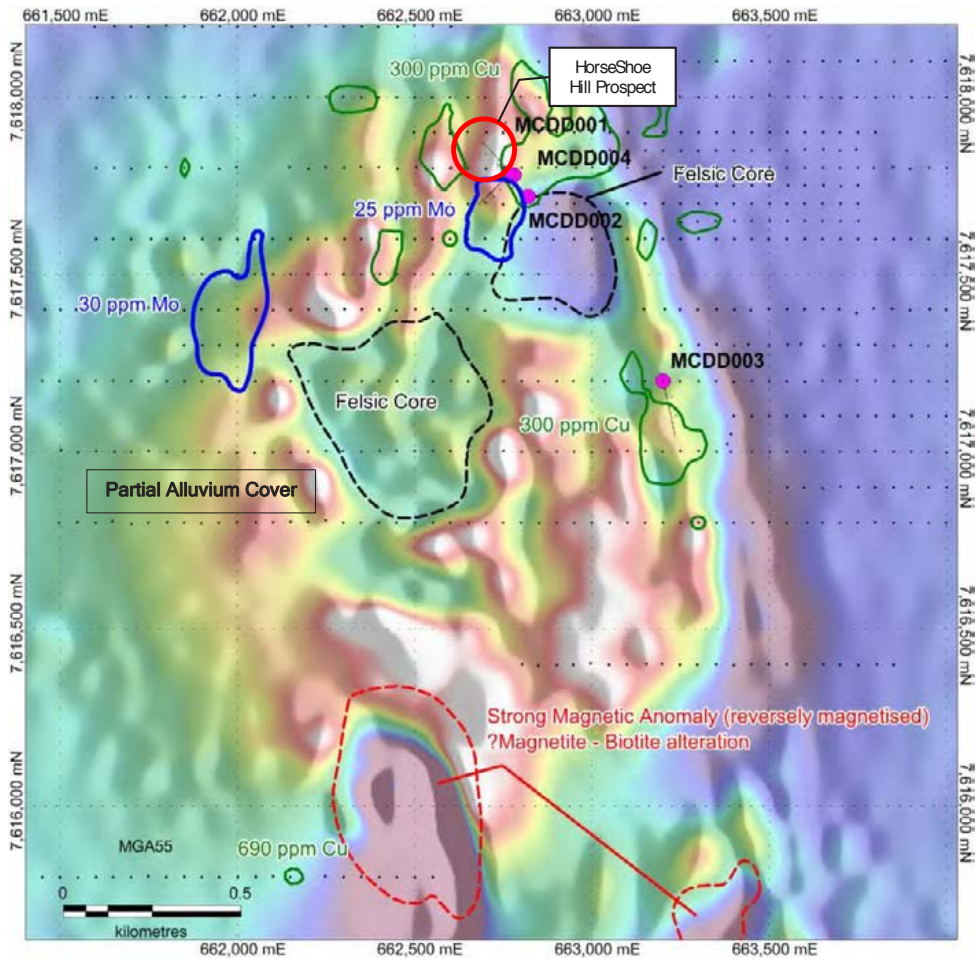 661,500 mE
662,000 mE
662,500 mE
663,000 mE
663,500 mE
7,618,000 mN
7,618,000 mN
300 ppm Cu
HorseShoe
Hill Prospect
MCDD001
MCDD004
Felsic Core
25 ppm Mo
MCDD002
7,617,500 mN
7,617,500 mN
30 ppm Mo
MCDD003
Felsic Core
300 ppm Cu
7,617,000 mN
7,617,000 mN
Partial Alluvium Cover
7,616,500 mN
7,616,500 mN
Strong Magnetic Anomaly (reversely magnetised)
?Magnetite - Biotite alteration
7,616,000 mN
7,616,000 mN
MGA55
690 ppm Cu
0
0.5
kilometres
662,000 mE
662,500 mE
663,000 mE
663,500 mE